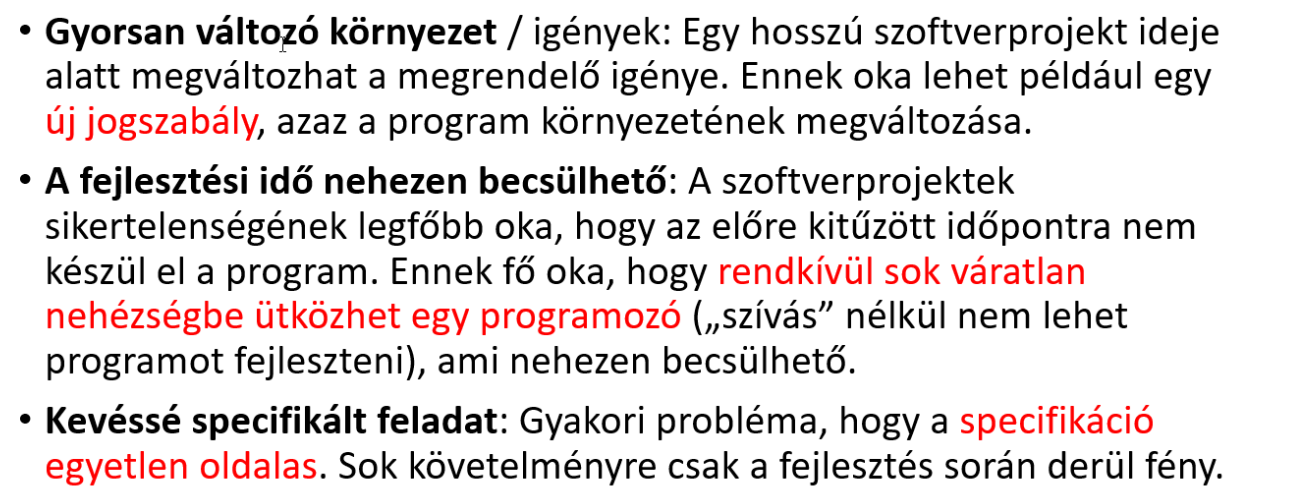 • Gyorsan változó környezet / igények: Egy hosszú szoftverprojekt ideje
alatt megváltozhat a megrendelő igénye. Ennek oka lehet például egy
új jogszabály, azaz a program környezetének megváltozása.
• A fejlesztési idő nehezen becsülhető: A szoftverprojektek
sikertelenségének legfőbb oka, hogy az előre kitűzött időpontra nem
készül el a program. Ennek fő oka, hogy rendkívül sok váratlan
nehézségbe ütközhet egy programozó („szívás” nélkül nem lehet
programot fejleszteni), ami nehezen becsülhető.
• Kevéssé specifikált feladat: Gyakori probléma, hogy a specifikáció
egyetlen oldalas. Sok követelményre csak a fejlesztés során derül fény.